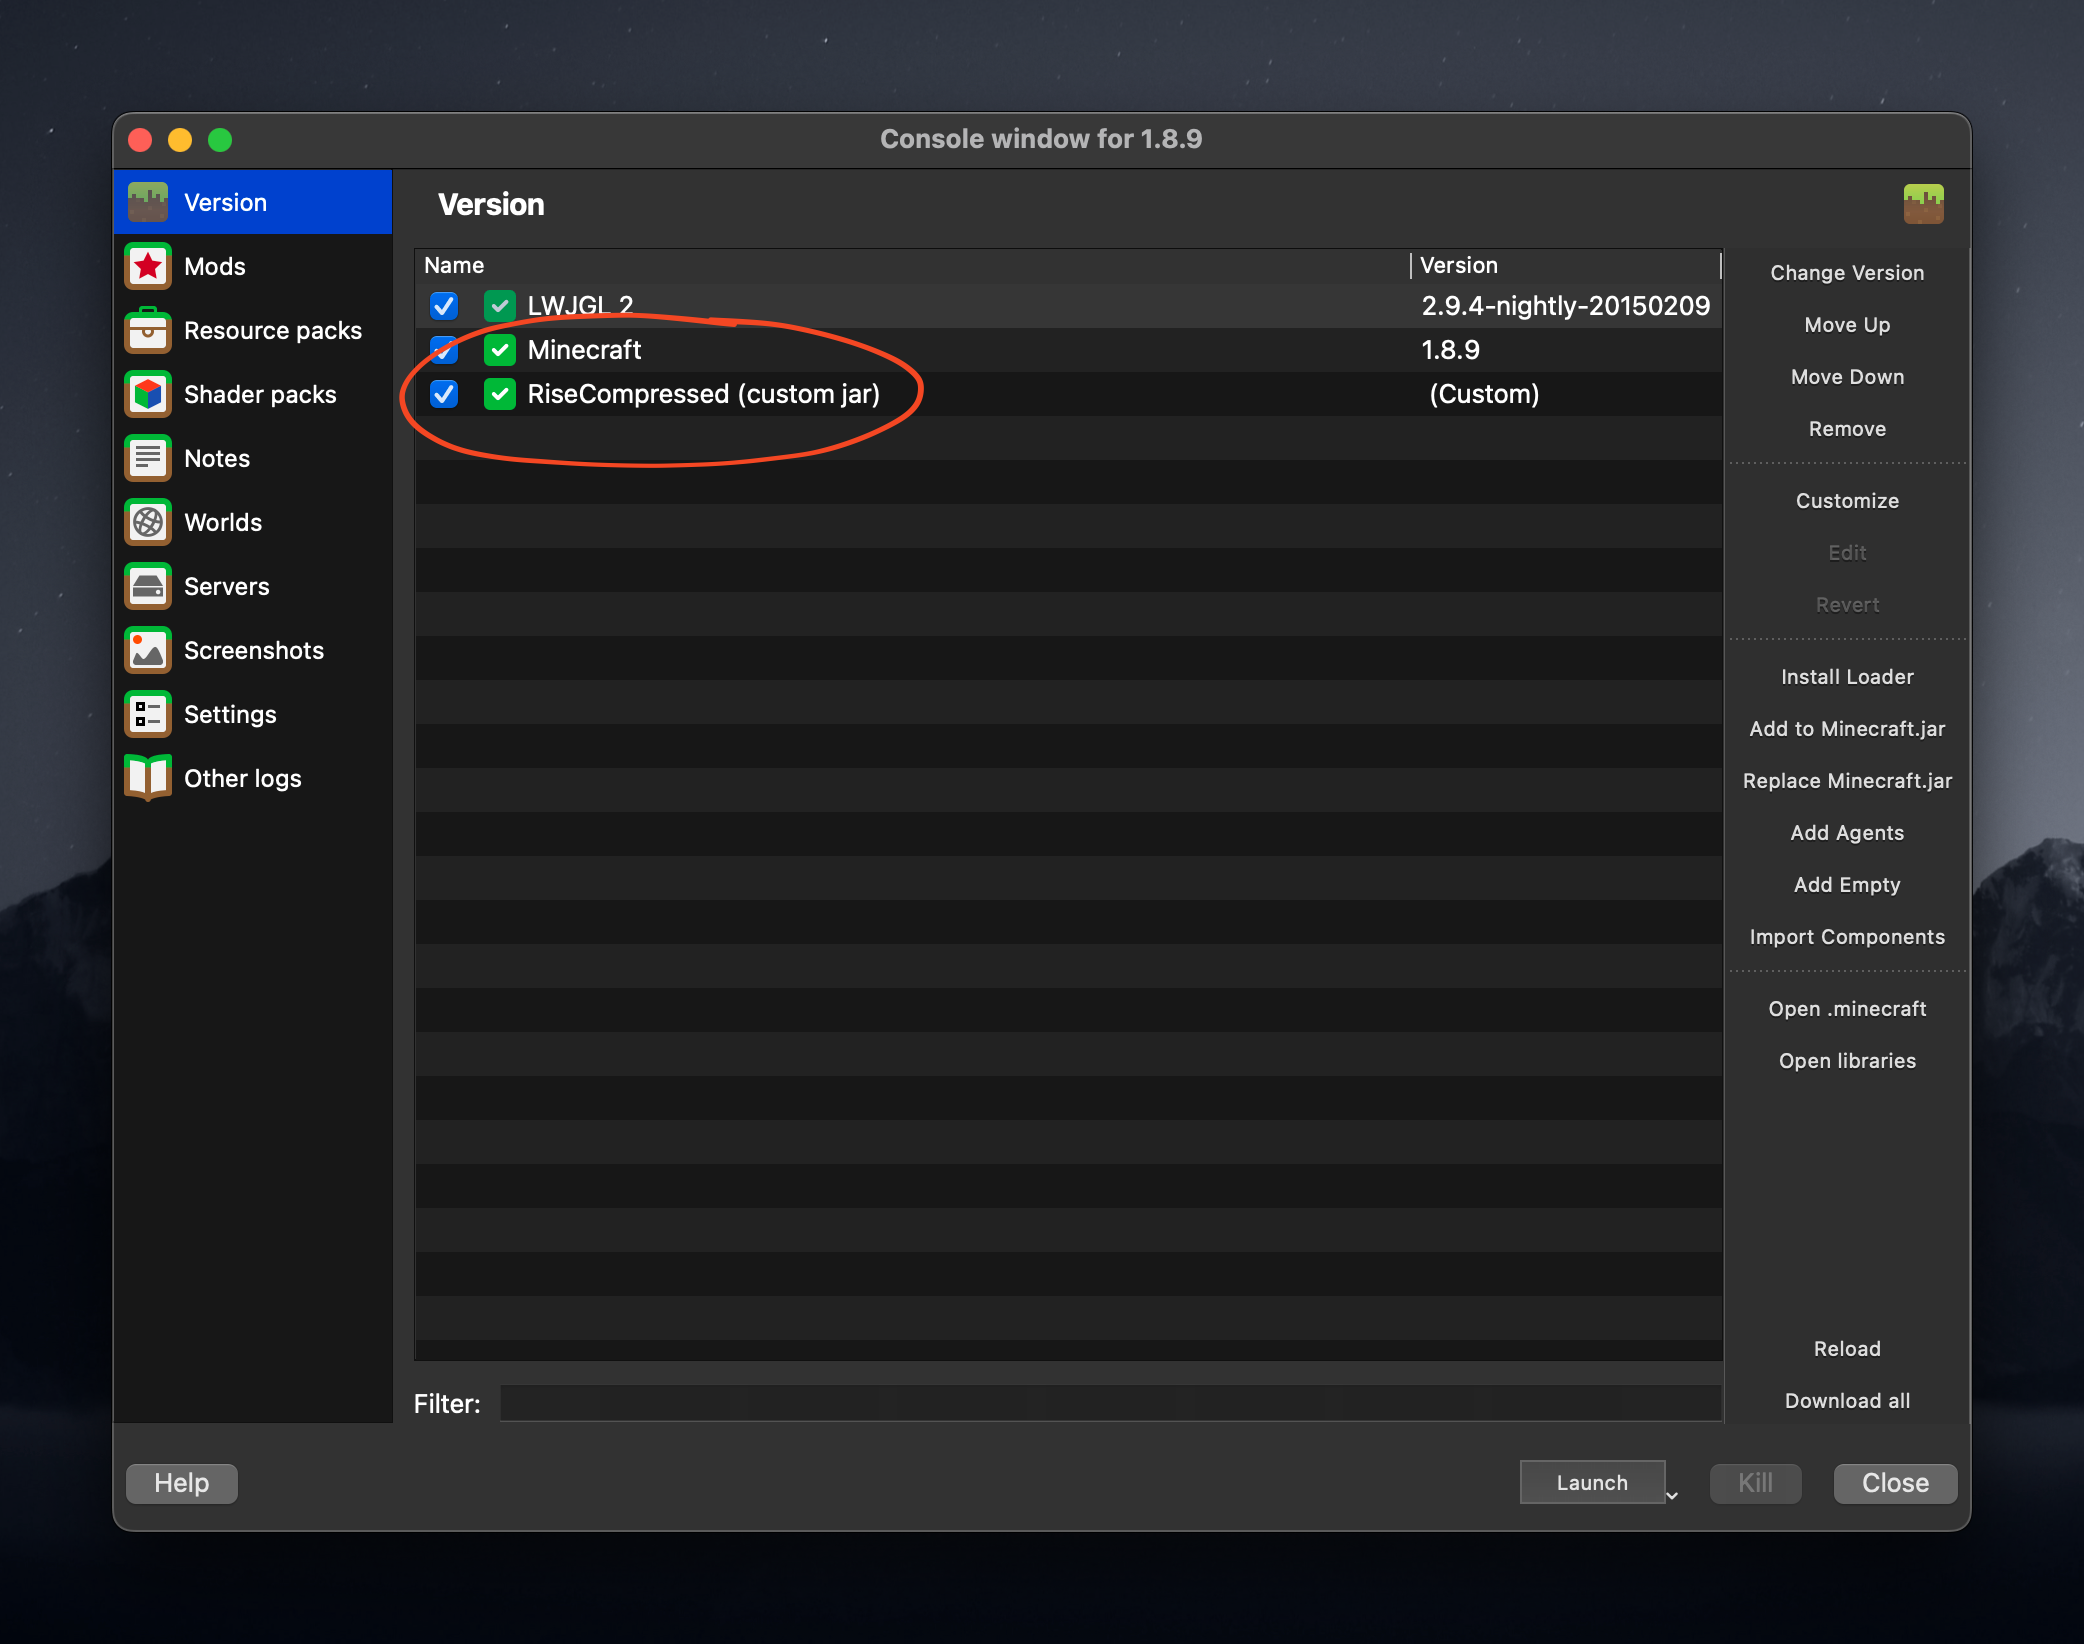 Console window for 1.8.9
Version
Mods
Resource packs
Shader packs
Notes
Worlds
Servers
Screenshots
Settings
Other logs
Version
Name Version
LWJGL 2 2.9.4-nightly-20150209
Minecraft 1.8.9
RiseCompressed (custom jar) (Custom)
Change Version
Move Up
Move Down
Remove
Customize
Edit
Revert
Install Loader
Add to Minecraft.jar
Replace Minecraft.jar
Add Agents
Add Empty
Import Components
Open .minecraft
Open libraries
Reload
Download all
Filter:
Help
Launch
Kill
Close